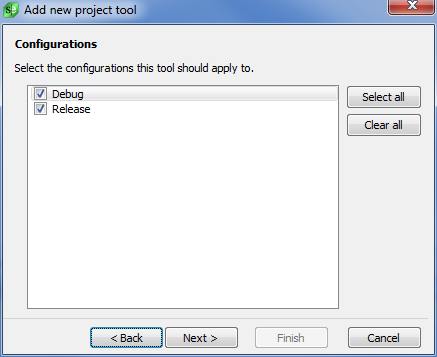 Add new project tool
Configurations
Select the configurations this tool should apply to.
Debug
Release
Select all
Clear all
< Back
Next >
Finish
Cancel